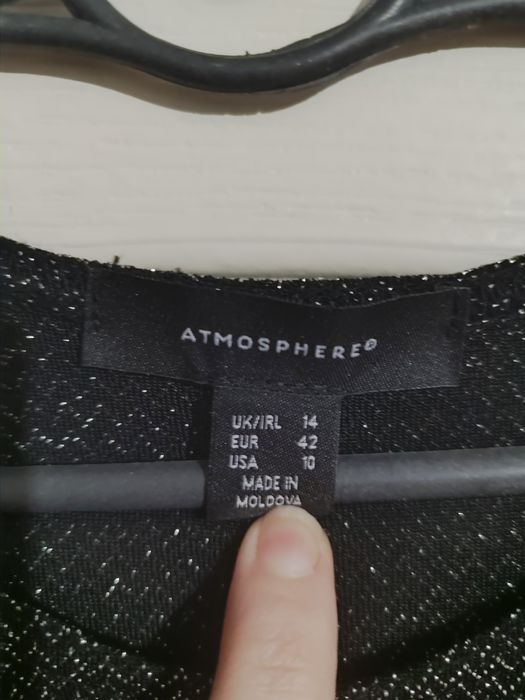 ATMOSPHERE®
UK/IRL 14
EUR 42
USA 10
MADE IN
MOLDOVA